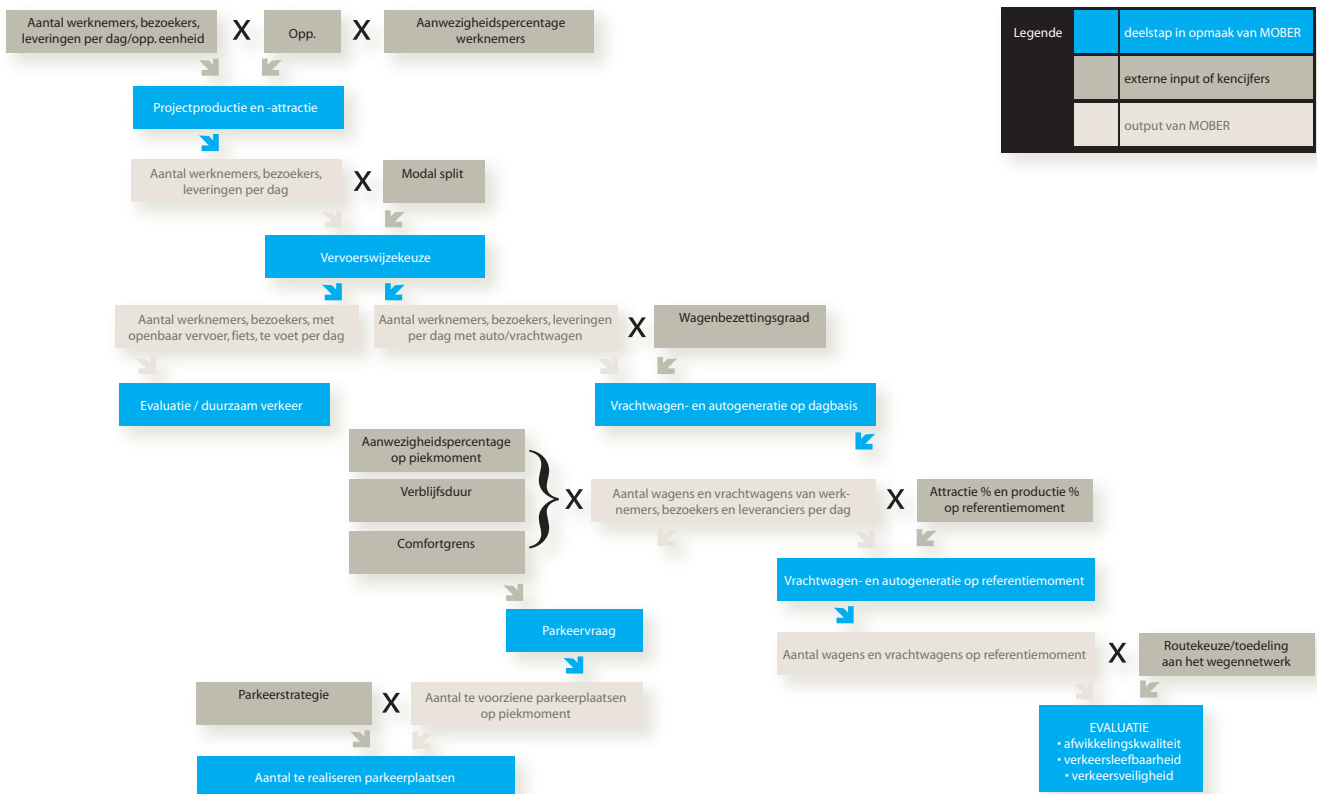 Aantal werknemers, bezoekers,
leveringen per dag/opp. eenheid
X
Opp.
X
Aanwezigheidspercentage
werknemers
Legende
deelstap in opmaak van MOBER
externe input of kencijfers
output van MOBER
Projectproductie en -attractie
Aantal werknemers, bezoekers,
leveringen per dag
X
Modal split
Vervoerswijzekeuze
Aantal werknemers, bezoekers, met
openbaar vervoer, fiets, te voet per dag
Aantal werknemers, bezoekers, leveringen
per dag met auto/vrachtwagen
X
Wagenbezettingsgraad
Evaluatie / duurzaam verkeer
Vrachtwagen- en autogeneratie op dagbasis
Aanwezigheidspercentage
op piekmoment
Verblijfsduur
Comfortgrens
}
X
Aantal wagens en vrachtwagens van werk-
nemers, bezoekers en leveranciers per dag
X
Attractie % en productie %
op referentiemoment
Vrachtwagen- en autogeneratie op referentiemoment
Parkeervraag
Aantal wagens en vrachtwagens op referentiemoment
X
Routekeuze/toedeling
aan het wegennetwerk
Parkeerstrategie
X
Aantal te voorziene parkeerplaatsen
op piekmoment
EVALUATIE
• afwikkelingskwaliteit
• verkeersleefbaarheid
• verkeersveiligheid
Aantal te realiseren parkeerplaatsen